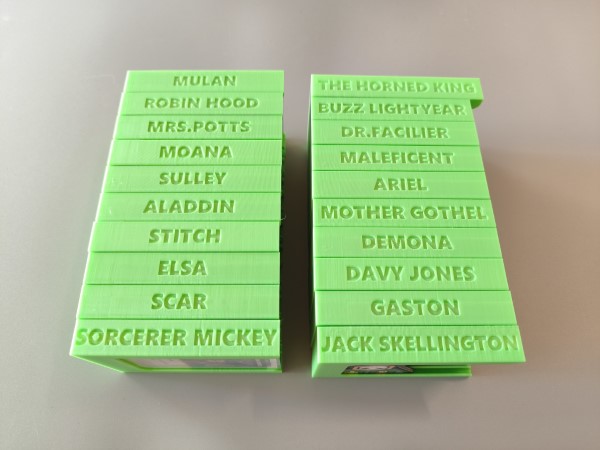 MULAN
ROBIN HOOD
MRS.POTTS
MOANA
SULLEY
ALADDIN
STITCH
ELSA
SCAR
SORCERER MICKEY
THE HORNED KING
BUZZ LIGHTYEAR
DR.FACILIER
MALEFICENT
ARIEL
MOTHER GOTHEL
DEMONA
DAVY JONES
GASTON
JACK SKELLINGTON